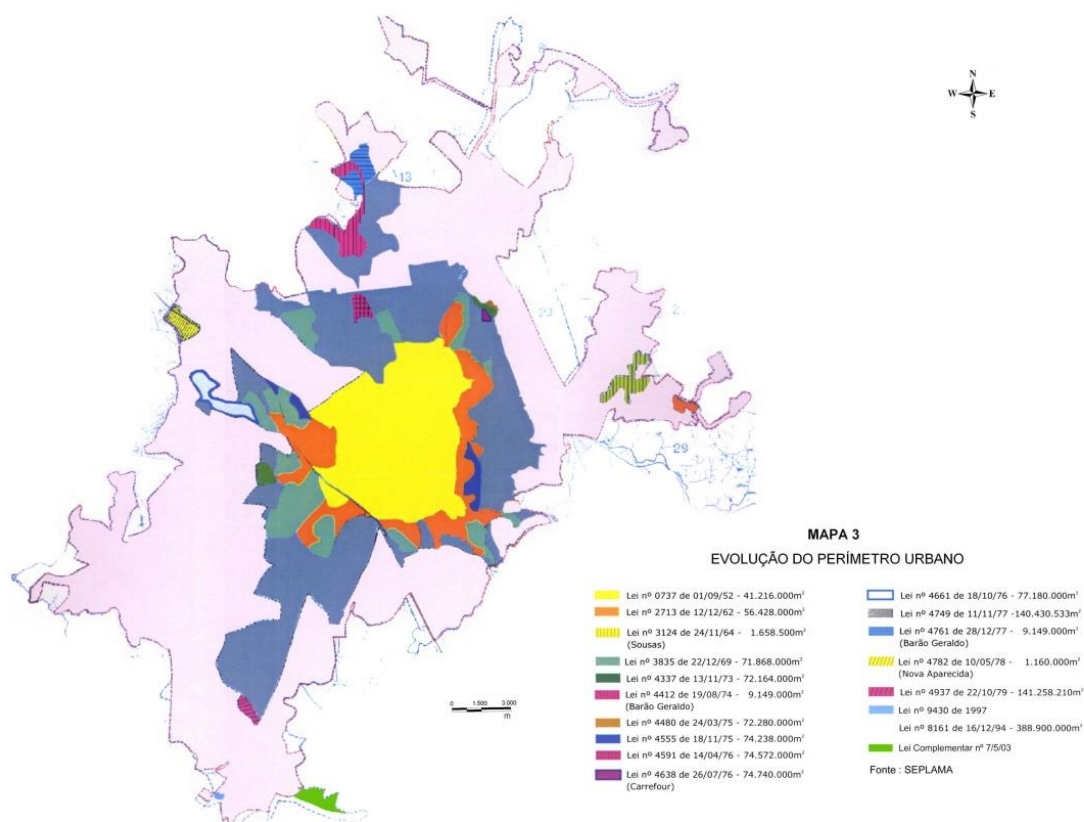 N
W E
S
13
29
MAPA 3
EVOLUÇÃO DO PERÍMETRO URBANO
Lei nº 0737 de 01/09/52 - 41.216.000m²
Lei nº 2713 de 12/12/62 - 56.428.000m²
Lei nº 3124 de 24/11/64 - 1.658.500m²
(Sousas)
Lei nº 3835 de 22/12/69 - 71.868.000m²
Lei nº 4337 de 13/11/73 - 72.164.000m²
Lei nº 4412 de 19/08/74 - 9.149.000m²
(Barão Geraldo)
Lei nº 4480 de 24/03/75 - 72.280.000m²
Lei nº 4555 de 18/11/75 - 74.238.000m²
Lei nº 4591 de 14/04/76 - 74.572.000m²
Lei nº 4638 de 26/07/76 - 74.740.000m²
(Carrefour)
Lei nº 4661 de 18/10/76 - 77.180.000m²
Lei nº 4749 de 11/11/77 -140.430.533m²
Lei nº 4761 de 28/12/77 - 9.149.000m²
(Barão Geraldo)
Lei nº 4782 de 10/05/78 - 1.160.000m²
(Nova Aparecida)
Lei nº 4937 de 22/10/79 - 141.258.210m²
Lei nº 9430 de 1997
Lei nº 8161 de 16/12/94 - 388.900.000m²
Lei Complementar nº 7/5/03
Fonte : SEPLAMA
0 1.500 3.000
m